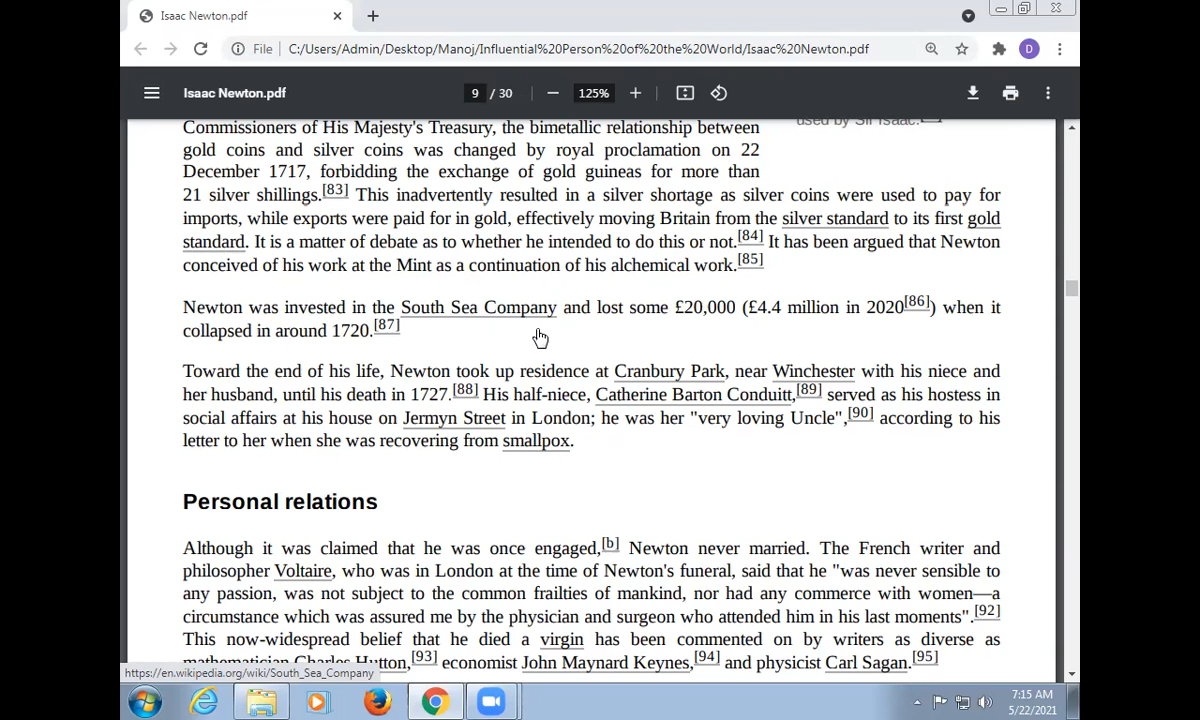 Isaac Newton.pdf
File
C:/Users/Admin/Desktop/Manoj/Influential%20Person%20of%20the%20World/Isaac%20Newton.pdf
D
Isaac Newton.pdf
9 / 30
125%
used by Sir Isaac.
Commissioners of His Majesty's Treasury, the bimetallic relationship between
gold coins and silver coins was changed by royal proclamation on 22
December 1717, forbidding the exchange of gold guineas for more than
21 silver shillings.[83] This inadvertently resulted in a silver shortage as silver coins were used to pay for
imports, while exports were paid for in gold, effectively moving Britain from the silver standard to its first gold
standard. It is a matter of debate as to whether he intended to do this or not.[84] It has been argued that Newton
conceived of his work at the Mint as a continuation of his alchemical work.[85]
Newton was invested in the South Sea Company and lost some £20,000 (£4.4 million in 2020[86]) when it
collapsed in around 1720.[87]
Toward the end of his life, Newton took up residence at Cranbury Park, near Winchester with his niece and
her husband, until his death in 1727.[88] His half-niece, Catherine Barton Conduitt,[89] served as his hostess in
social affairs at his house on Jermyn Street in London; he was her "very loving Uncle",[90] according to his
letter to her when she was recovering from smallpox.
Personal relations
Although it was claimed that he was once engaged,[b] Newton never married. The French writer and
philosopher Voltaire, who was in London at the time of Newton's funeral, said that he "was never sensible to
any passion, was not subject to the common frailties of mankind, nor had any commerce with women—a
circumstance which was assured me by the physician and surgeon who attended him in his last moments".[92]
This now-widespread belief that he died a virgin has been commented on by writers as diverse as
mathematician Charles Hutton,[93] economist John Maynard Keynes,[94] and physicist Carl Sagan.[95]
https://en.wikipedia.org/wiki/South_Sea_Company
7:15 AM
5/22/2021